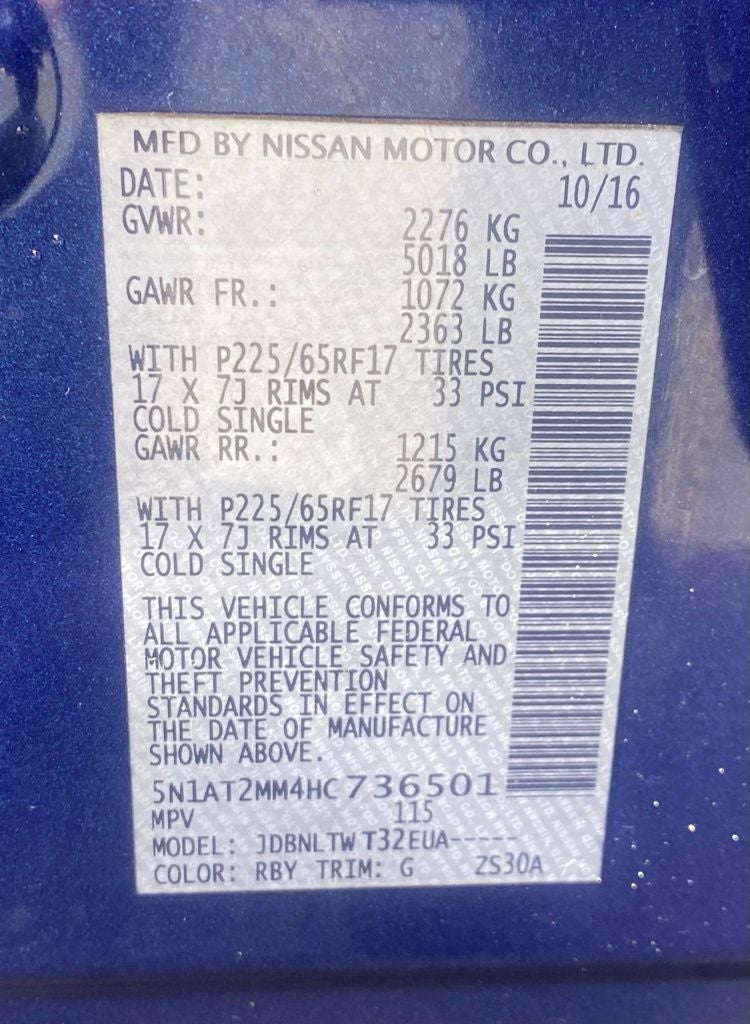 MFD BY NISSAN MOTOR CO., LTD.
DATE: 10/16
GVWR: 2276 KG
5018 LB
GAWR FR.: 1072 KG
2363 LB
WITH P225/65RF17 TIRES
17 X 7J RIMS AT 33 PSI
COLD SINGLE
GAWR RR.: 1215 KG
2679 LB
WITH P225/65RF17 TIRES
17 X 7J RIMS AT 33 PSI
COLD SINGLE
THIS VEHICLE CONFORMS TO
ALL APPLICABLE FEDERAL
MOTOR VEHICLE SAFETY AND
THEFT PREVENTION
STANDARDS IN EFFECT ON
THE DATE OF MANUFACTURE
SHOWN ABOVE.
5N1AT2MM4HC736501
MPV 115
MODEL: JDBNLTW T32EUA-----
COLOR: RBY TRIM: G ZS30A